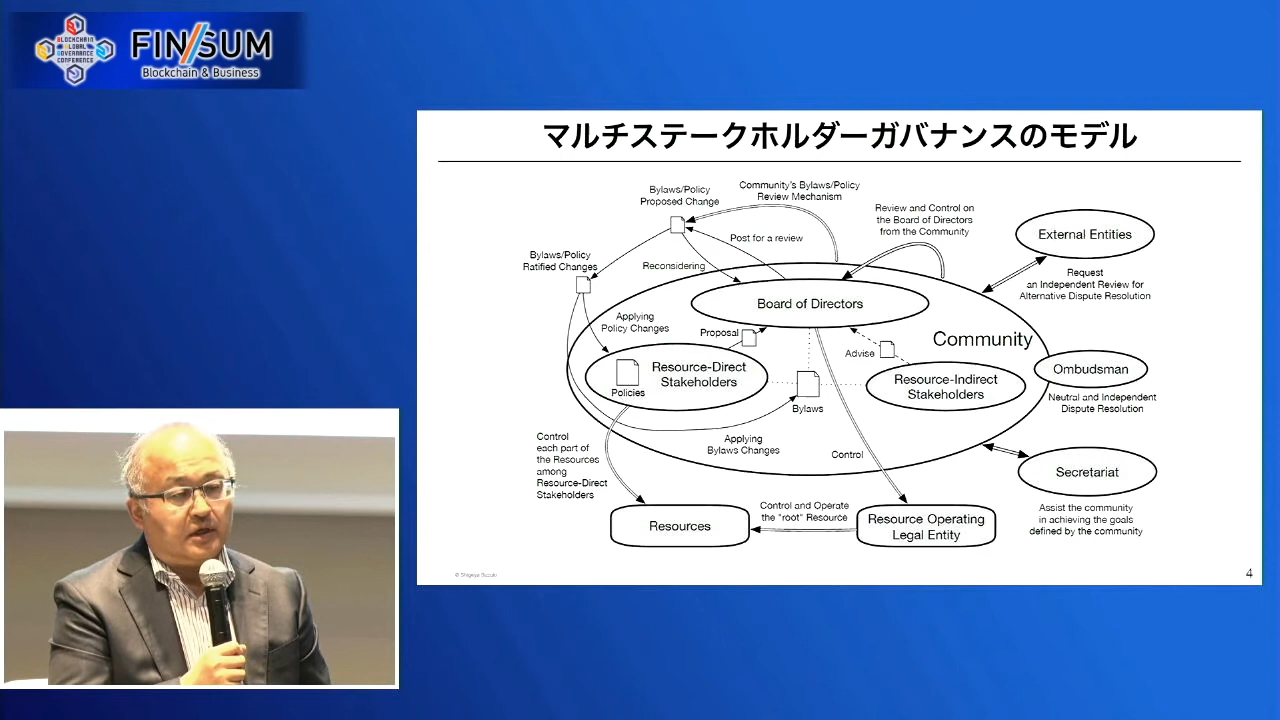 BLOCKCHAIN
GLOBAL
GOVERNANCE
CONFERENCE
FIN/SUM
Blockchain & Business
マルチステークホルダーガバナンスのモデル
Bylaws/Policy
Proposed Change
Community's Bylaws/Policy
Review Mechanism
Review and Control on
the Board of Directors
from the Community
External Entities
Post for a review
Bylaws/Policy
Ratified Changes
Reconsidering
Request
an Independent Review for
Alternative Dispute Resolution
Board of Directors
Applying
Policy Changes
Proposal
Community
Advise
Resource-Direct
Stakeholders
Policies
Resource-Indirect
Stakeholders
Bylaws
Ombudsman
Neutral and Independent
Dispute Resolution
Control
each part of
the Resources
among
Resource-Direct
Stakeholders
Applying
Bylaws Changes
Control
Secretariat
Assist the community
in achieving the goals
defined by the community
Resources
Control and Operate
the "root" Resource
Resource Operating
Legal Entity
© Shigeya Suzuki
4